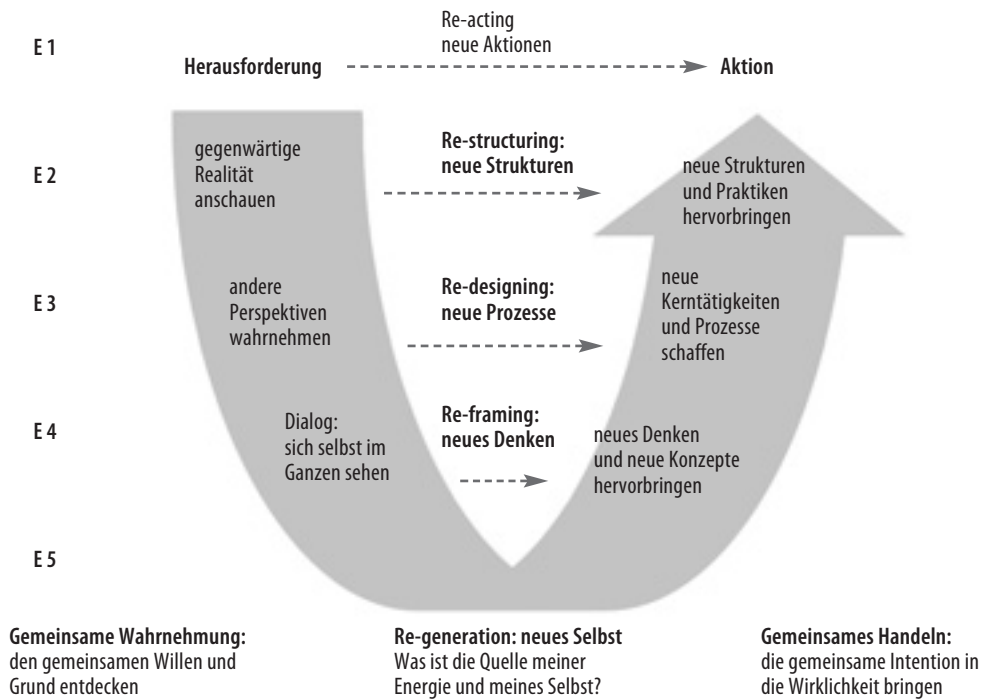 E 1
Re-acting
neue Aktionen
Herausforderung
Aktion
E 2
gegenwärtige
Realität
anschauen
Re-structuring:
neue Strukturen
neue Strukturen
und Praktiken
hervorbringen
E 3
andere
Perspektiven
wahrnehmen
Re-designing:
neue Prozesse
neue
Kerntätigkeiten
und Prozesse
schaffen
E 4
Dialog:
sich selbst im
Ganzen sehen
Re-framing:
neues Denken
neues Denken
und neue Konzepte
hervorbringen
E 5
Gemeinsame Wahrnehmung:
den gemeinsamen Willen und
Grund entdecken
Re-generation: neues Selbst
Was ist die Quelle meiner
Energie und meines Selbst?
Gemeinsames Handeln:
die gemeinsame Intention in
die Wirklichkeit bringen